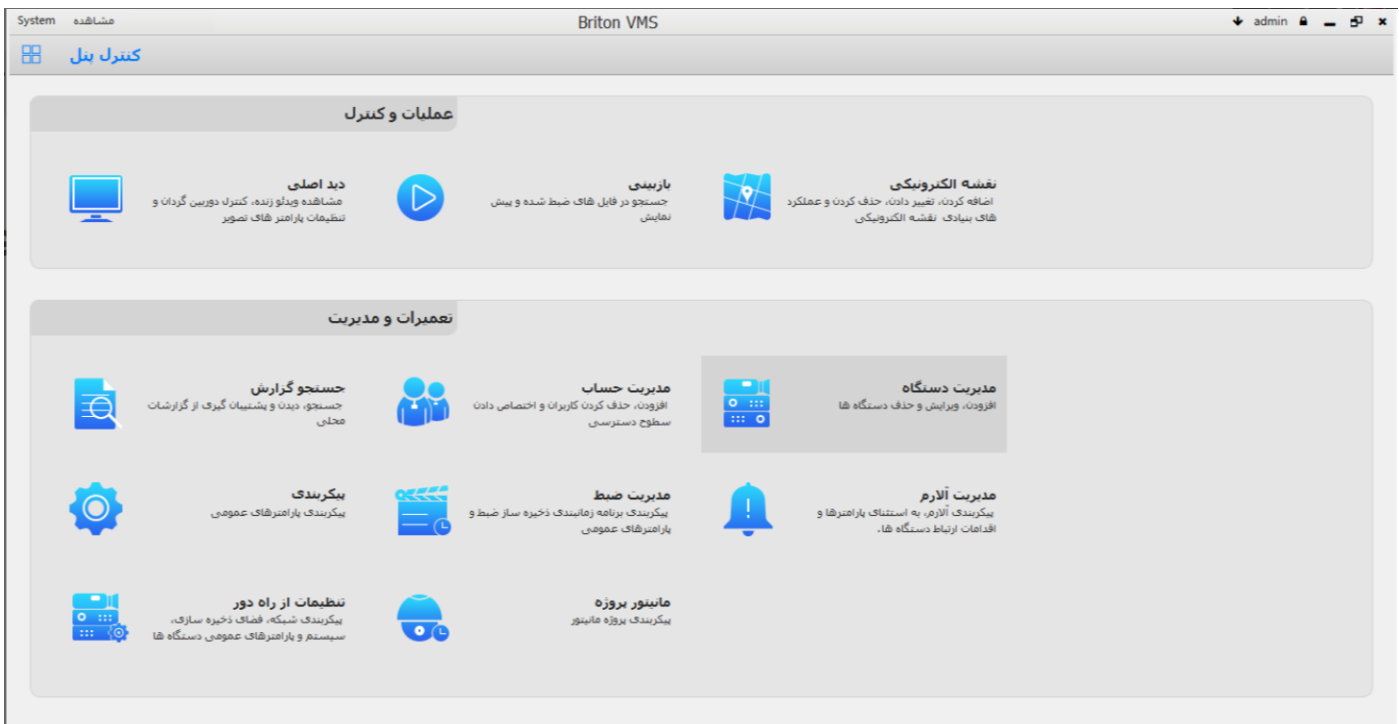 System مشاهده Briton VMS admin
کنترل پنل
عملیات و کنترل
دید اصلی
مشاهده ویدئو زنده، کنترل دوربین گردان و
تنظیمات پارامتر های تصویر
بازبینی
جستجو در فایل های ضبط شده و پیش
نمایش
نقشه الکترونیکی
اضافه کردن، تغییر دادن، حذف کردن و عملکرد
های بنیادی نقشه الکترونیکی
تعمیرات و مدیریت
جستجو گزارش
جستجو، دیدن و پشتیبان گیری از گزارشات
محلی
مدیریت حساب
افزودن، حذف کردن کاربران و اختصاص دادن
سطوح دسترسی
مدیریت دستگاه
افزودن، ویرایش و حذف دستگاه ها
پیکربندی
پیکربندی پارامترهای عمومی
مدیریت ضبط
پیکربندی برنامه زمانبندی ذخیره ساز ضبط و
پارامترهای عمومی
مدیریت آلارم
پیکربندی آلارم، به استثنای پارامترها و
اقدامات ارتباط دستگاه ها.
تنظیمات از راه دور
پیکربندی شبکه، فضای ذخیره سازی،
سیستم و پارامترهای عمومی دستگاه ها
مانیتور پروژه
پیکربندی پروژه مانیتور